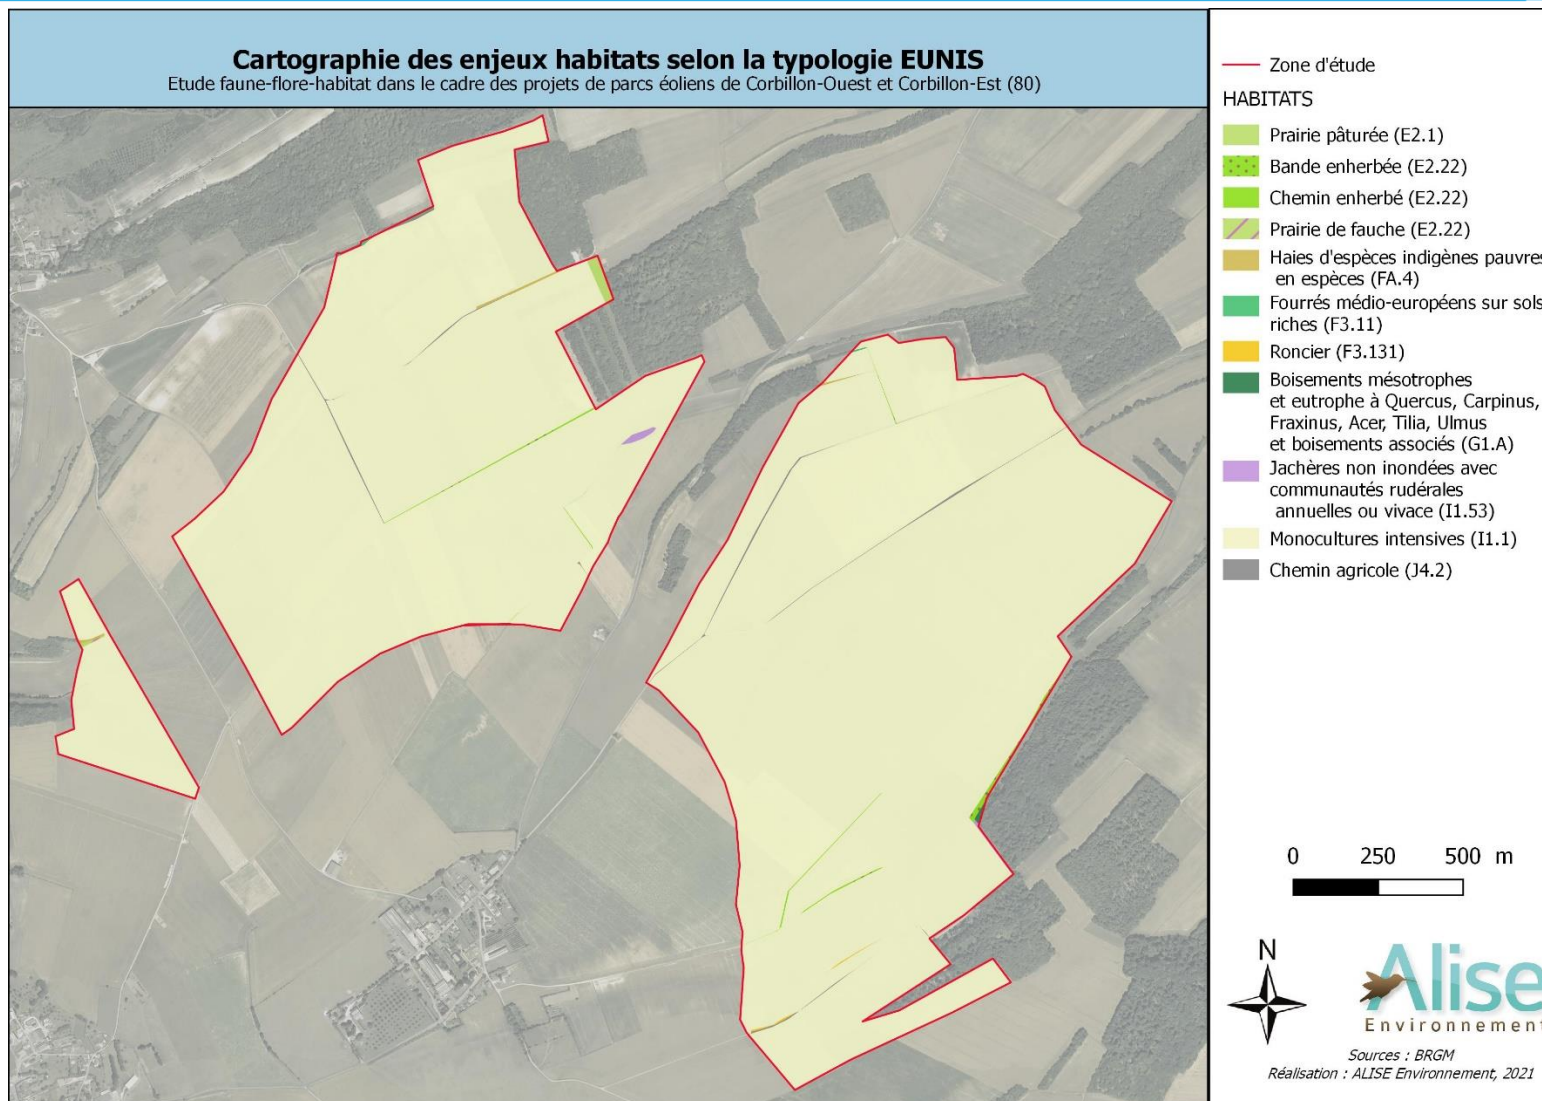 Cartographie des enjeux habitats selon la typologie EUNIS
Etude faune-flore-habitat dans le cadre des projets de parcs éoliens de Corbillon-Ouest et Corbillon-Est (80)
Zone d'étude
HABITATS
Prairie pâturée (E2.1)
Bande enherbée (E2.22)
Chemin enherbé (E2.22)
Prairie de fauche (E2.22)
Haies d'espèces indigènes pauvres
en espèces (FA.4)
Fourrés médio-européens sur sols
riches (F3.11)
Roncier (F3.131)
Boisements mésotrophes
et eutrophe à Quercus, Carpinus,
Fraxinus, Acer, Tilia, Ulmus
et boisements associés (G1.A)
Jachères non inondées avec
communautés rudérales
annuelles ou vivace (I1.53)
Monocultures intensives (I1.1)
Chemin agricole (J4.2)
0 250 500 m
N
Alise
Environnement
Sources : BRGM
Réalisation : ALISE Environnement, 2021